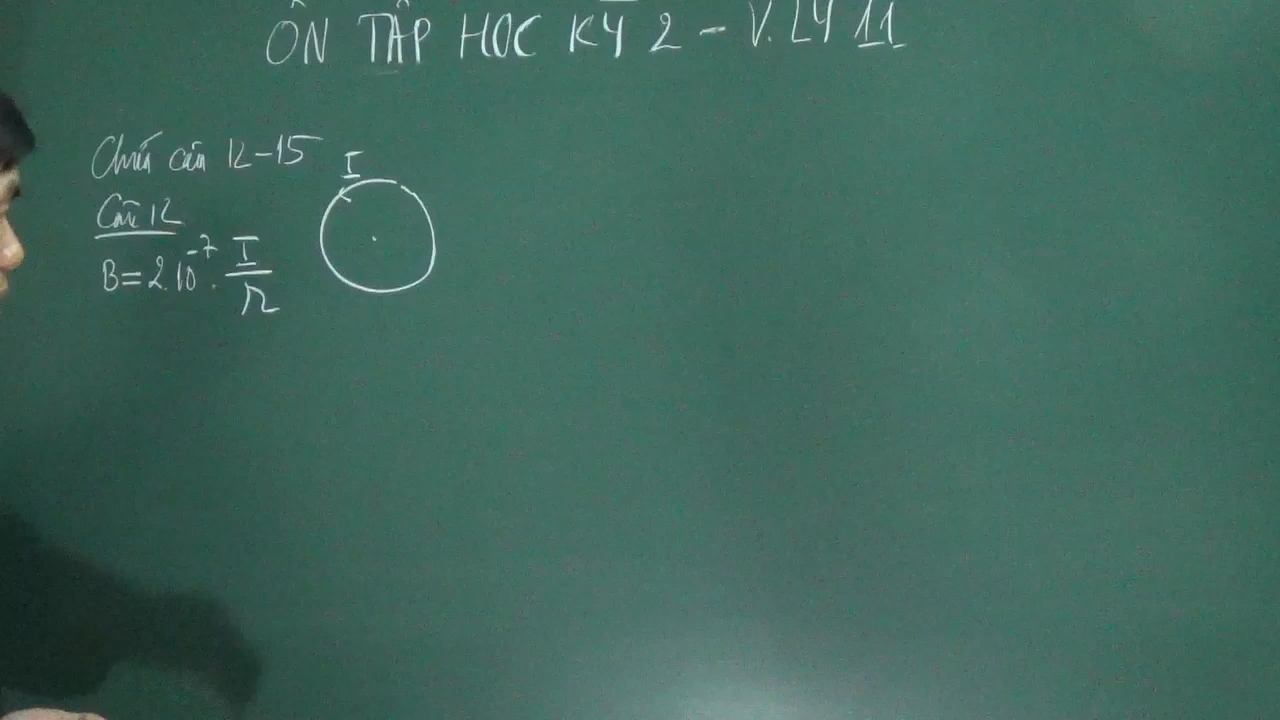 ÔN TẬP HỌC KỲ 2 - V. LÝ 11
Chữa câu 12-15
I
Câu 12
B = 2.10^-7 . I/r